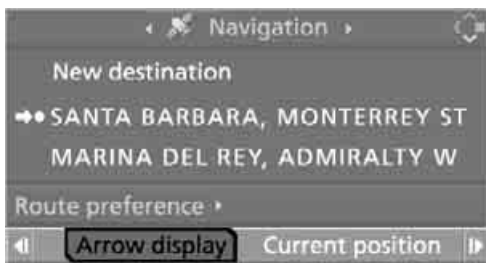 Navigation
New destination
SANTA BARBARA, MONTERREY ST
MARINA DEL REY, ADMIRALTY W
Route preference
Arrow display Current position